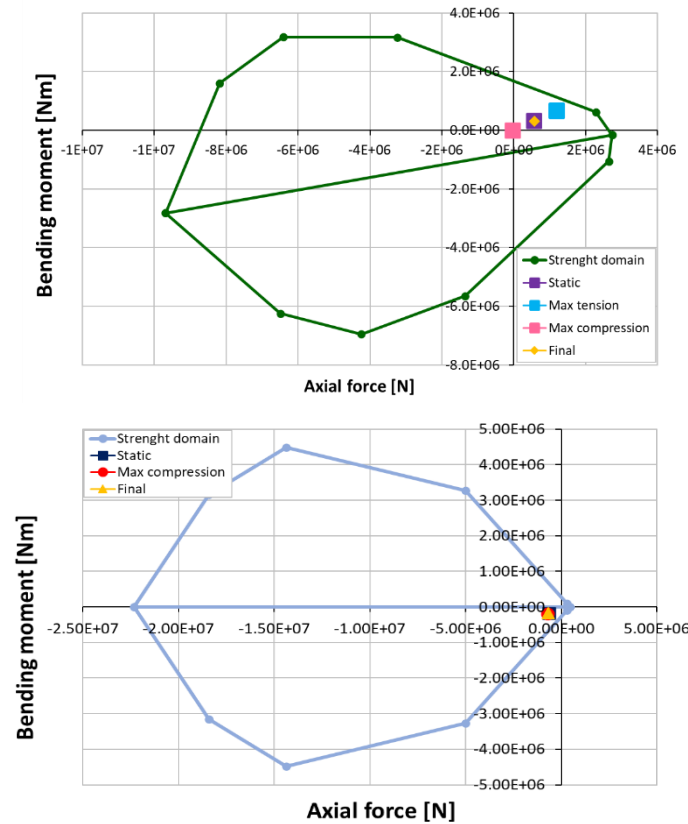 4.0E+06
2.0E+06
0.0E+00
-2.0E+06
-4.0E+06
-6.0E+06
-8.0E+06
-1E+07 -1E+07 -8E+06 -6E+06 -4E+06 -2E+06 0E+00 2E+06 4E+06
Bending moment [Nm]
Axial force [N]
Strenght domain
Static
Max tension
Max compression
Final
5.00E+06
4.00E+06
3.00E+06
2.00E+06
1.00E+06
0.00E+00
-1.00E+06
-2.00E+06
-3.00E+06
-4.00E+06
-5.00E+06
-2.50E+07 -2.00E+07 -1.50E+07 -1.00E+07 -5.00E+06 0.00E+00 5.00E+06
Strenght domain
Static
Max compression
Final
Bending moment [Nm]
Axial force [N]